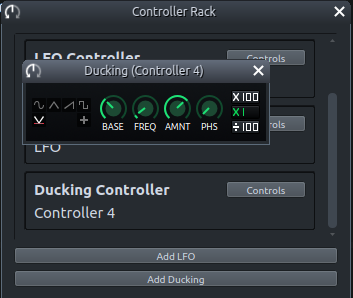 Controller Rack
LFO Controller
Controls
Ducking (Controller 4)
BASE
FREQ
AMNT
PHS
X100
X1
÷100
LFO
Ducking Controller
Controls
Controller 4
Add LFO
Add Ducking